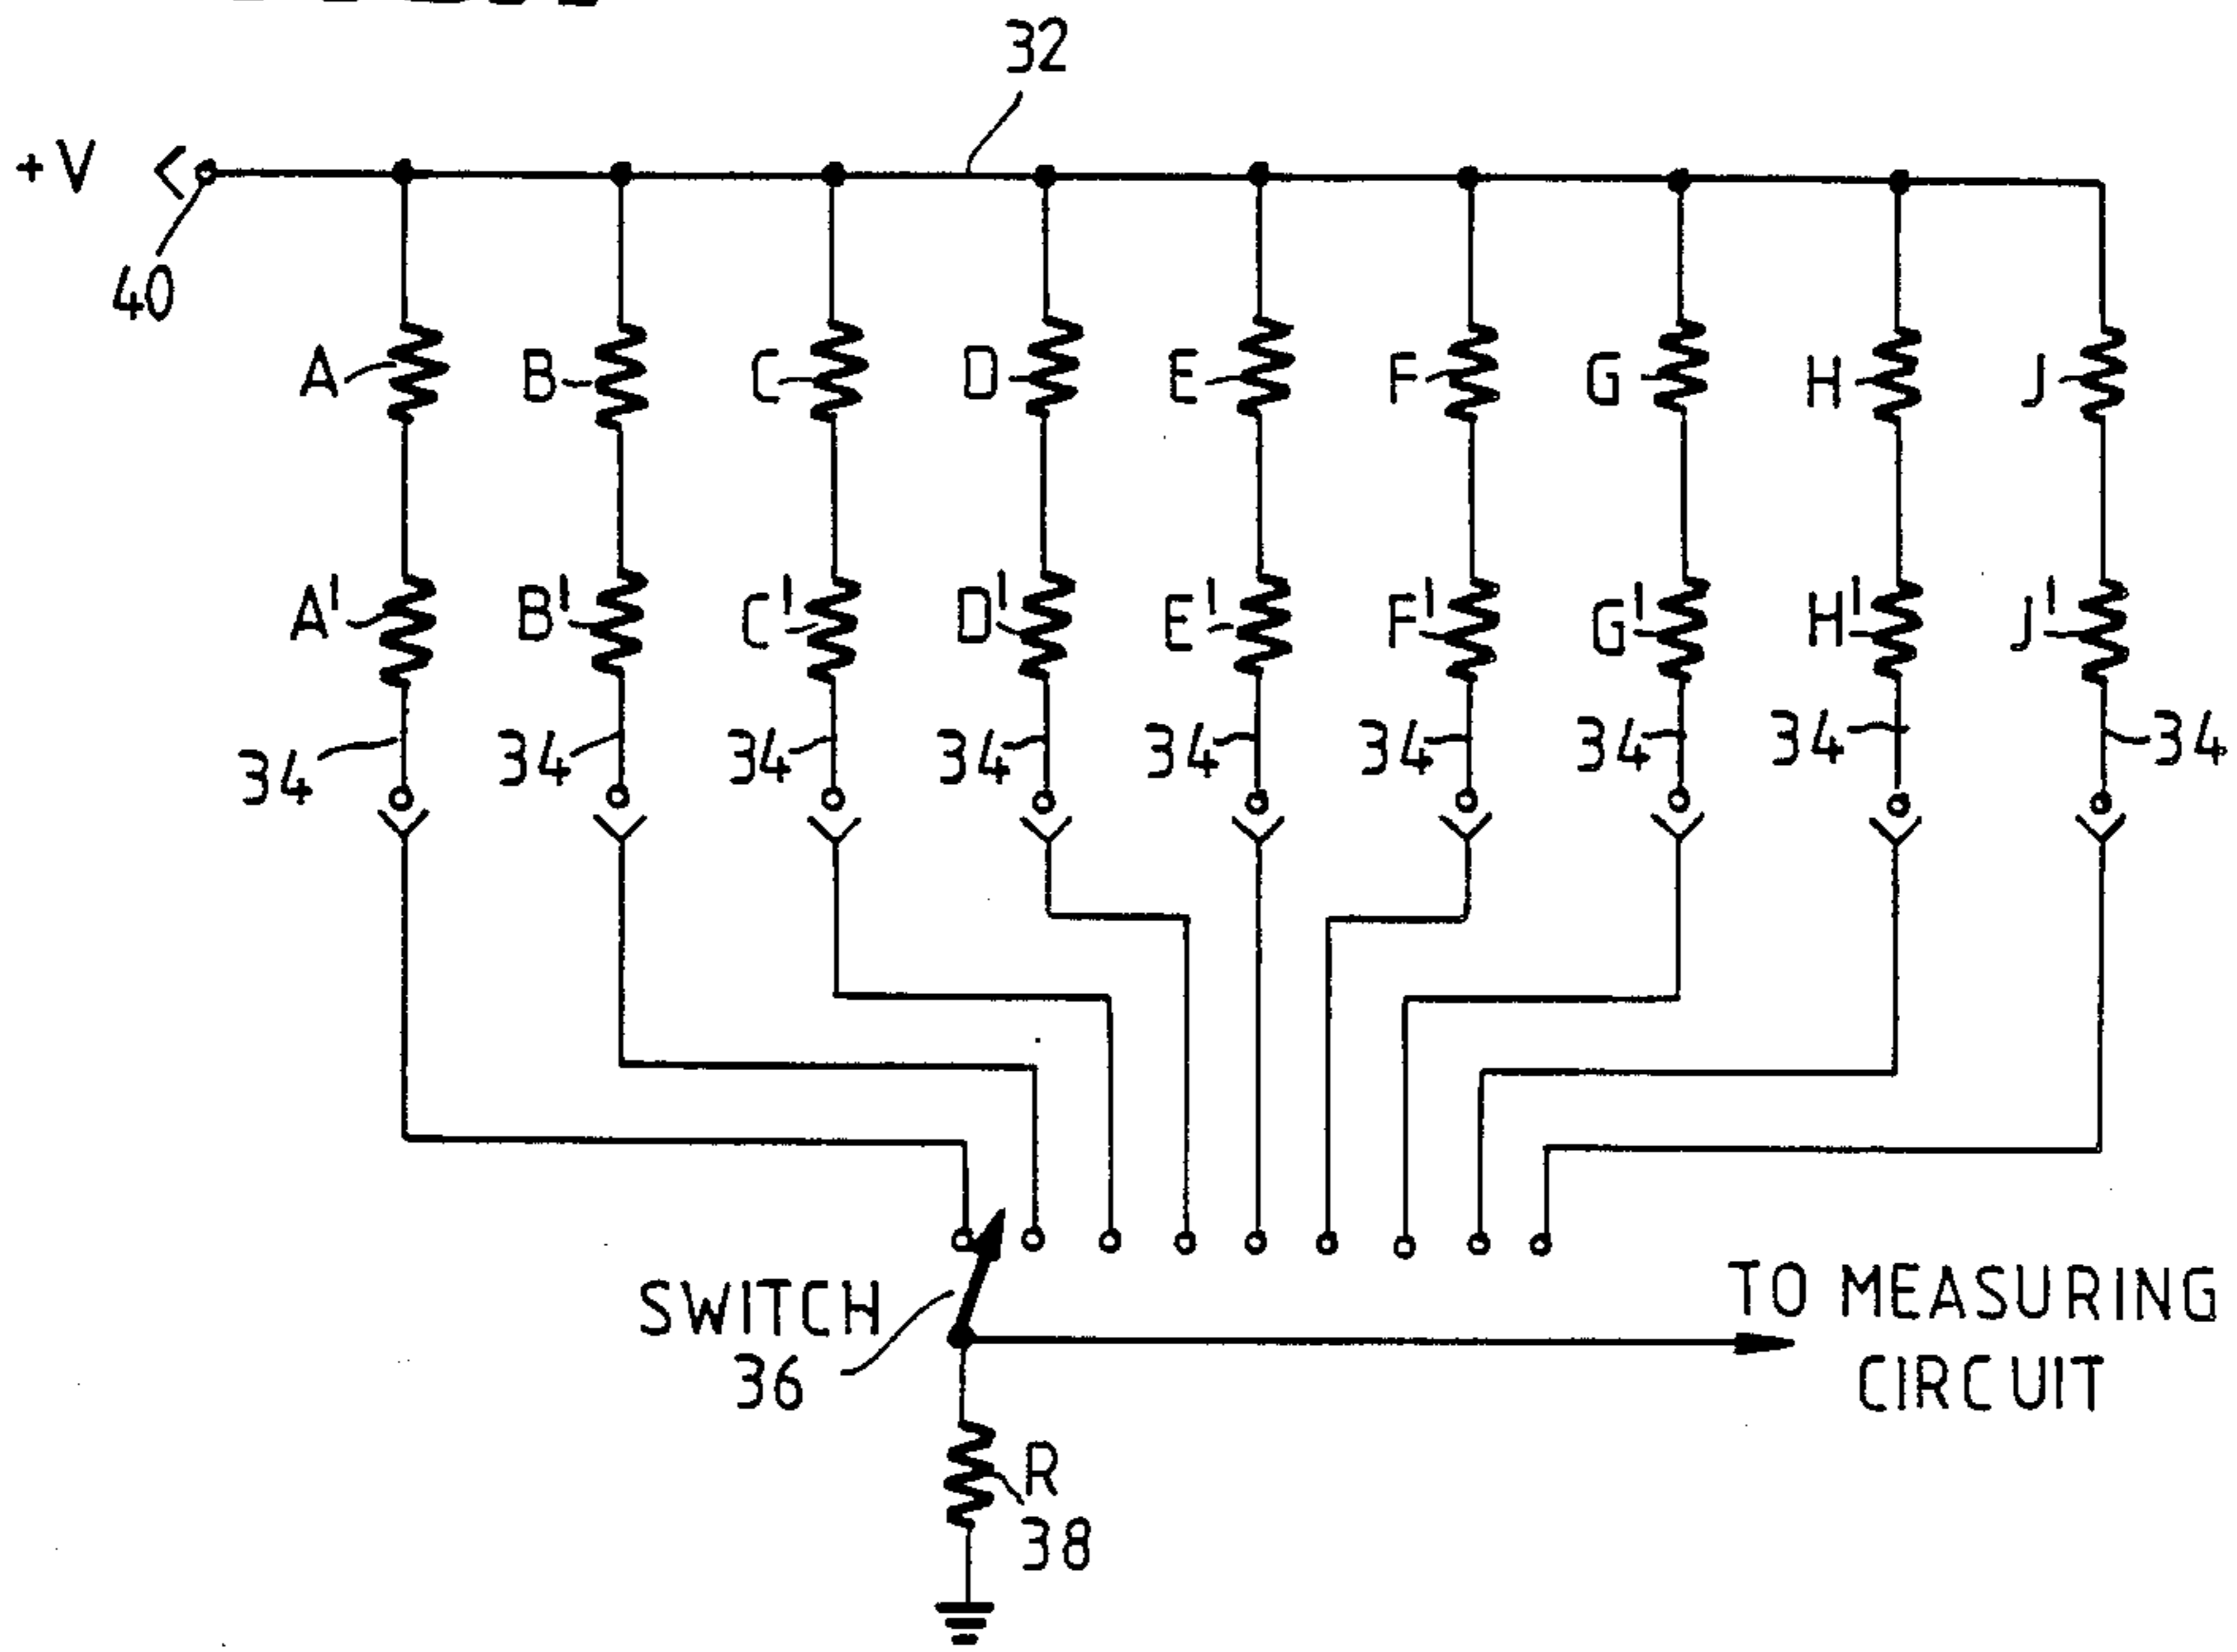 32
+V
40
A B C D E F G H J
A' B' C' D' E' F' G' H' J'
34 34 34 34 34 34 34 34 34
SWITCH
36
TO MEASURING
CIRCUIT
R
38